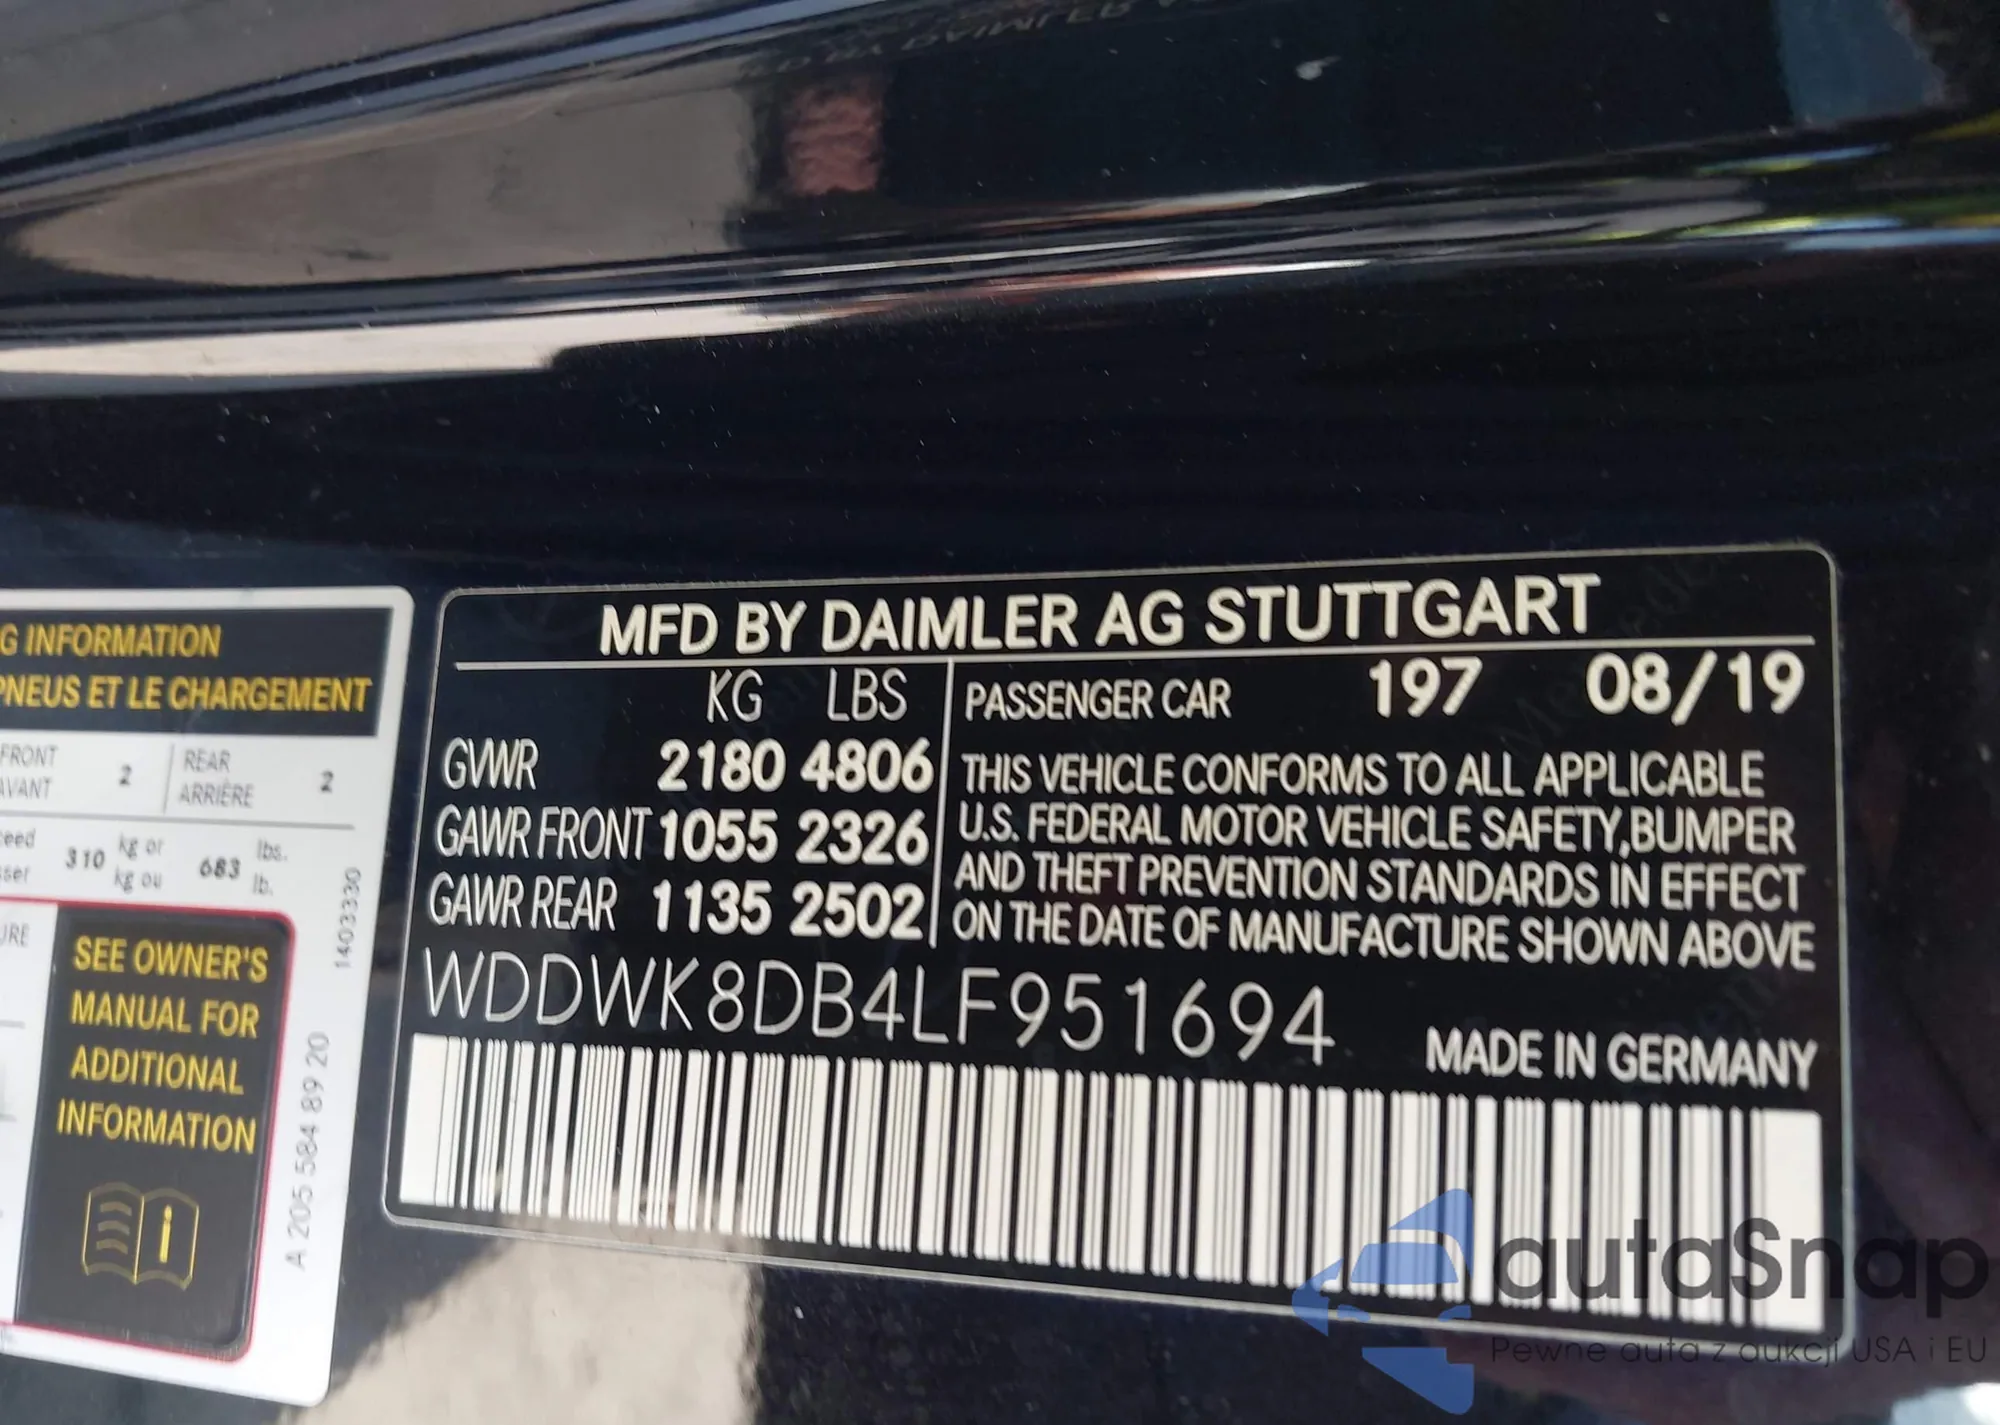 G INFORMATION
PNEUS ET LE CHARGEMENT
FRONT
AVANT
2
REAR
ARRIÈRE
2
310
kg or
kg ou
683
lbs.
lb.
SEE OWNER'S
MANUAL FOR
ADDITIONAL
INFORMATION
i
1403330
A 205 584 89 20
MFD BY DAIMLER AG STUTTGART
KG LBS
GVWR 2180 4806
GAWR FRONT 1055 2326
GAWR REAR 1135 2502
PASSENGER CAR 197 08/19
THIS VEHICLE CONFORMS TO ALL APPLICABLE
U.S. FEDERAL MOTOR VEHICLE SAFETY,BUMPER
AND THEFT PREVENTION STANDARDS IN EFFECT
ON THE DATE OF MANUFACTURE SHOWN ABOVE
WDDWK8DB4LF951694
MADE IN GERMANY
autaSnap
Pewne auta z aukcji USA i EU